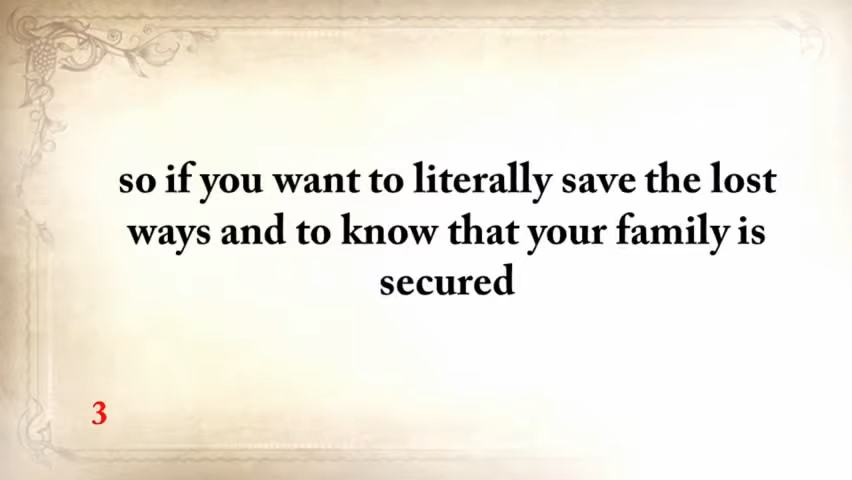 so if you want to literally save the lost
ways and to know that your family is
secured
3